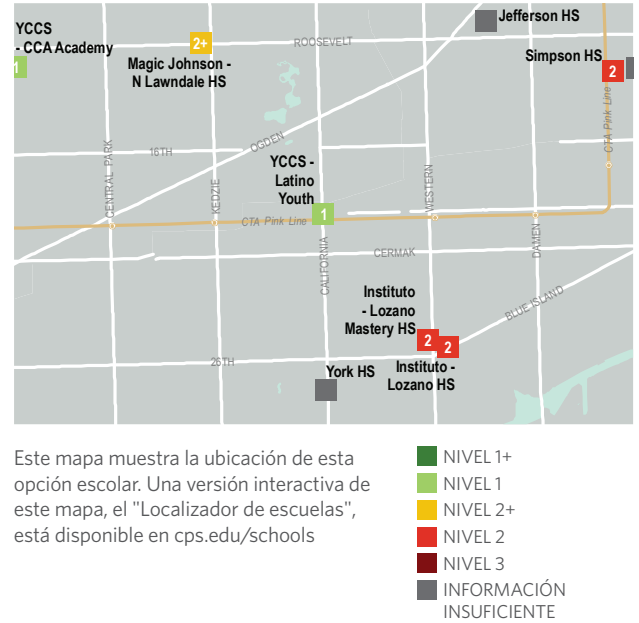 YCCS
- CCA Academy
1
2+
Magic Johnson -
N Lawndale HS
ROOSEVELT
Jefferson HS
Simpson HS
2
OGDEN
16TH
CENTRAL PARK
KEDZIE
YCCS -
Latino
Youth
1
CTA Pink Line
CTA Pink Line
WESTERN
DAMEN
CALIFORNIA
CERMAK
BLUE ISLAND
Instituto
- Lozano
Mastery HS
2
2
Instituto -
Lozano HS
26TH
York HS
Este mapa muestra la ubicación de esta
opción escolar. Una versión interactiva de
este mapa, el "Localizador de escuelas",
está disponible en cps.edu/schools
NIVEL 1+
NIVEL 1
NIVEL 2+
NIVEL 2
NIVEL 3
INFORMACIÓN
INSUFICIENTE